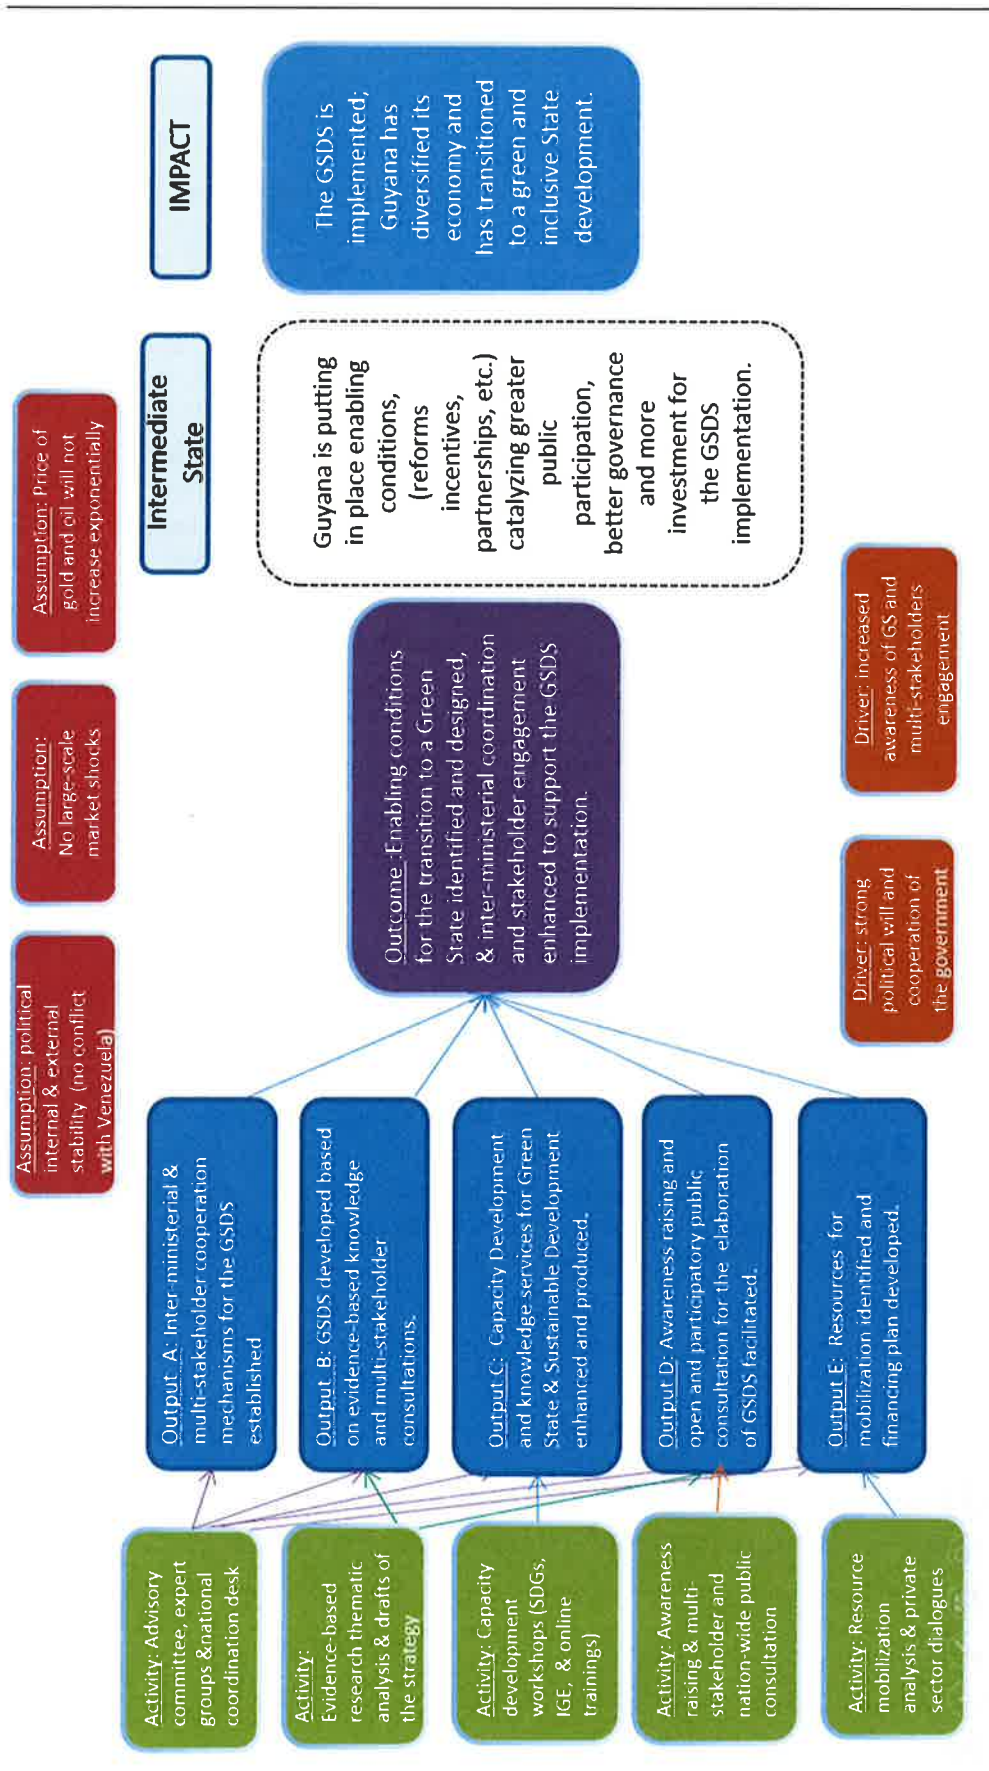 Assumption: political
internal & external
stability (no conflict
with Venezuela)
Assumption:
No large-scale
market shocks
Assumption: Price of
gold and oil will not
increase exponentially
Intermediate
State
IMPACT
Activity: Advisory
committee, expert
groups &national
coordination desk
Activity:
Evidence-based
research thematic
analysis & drafts of
the strategy
Activity: Capacity
development
workshops (SDGs,
IGE, & online
trainings)
Activity: Awareness
raising & multi-
stakeholder and
nation-wide public
consultation
Activity: Resource
mobilization
analysis & private
sector dialogues
Output A: Inter-ministerial &
multi-stakeholder cooperation
mechanisms for the GSDS
established
Output B: GSDS developed based
on evidence-based knowledge
and multi-stakeholder
consultations.
Output C: Capacity Development
and knowledge services for Green
State & Sustainable Development
enhanced and produced.
Output D: Awareness raising and
open and participatory public
consultation for the elaboration
of GSDS facilitated.
Output E: Resources for
mobilization identified and
financing plan developed.
Outcome :Enabling conditions
for the transition to a Green
State identified and designed,
& inter-ministerial coordination
and stakeholder engagement
enhanced to support the GSDS
implementation.
Guyana is putting
in place enabling
conditions,
(reforms
incentives,
partnerships, etc.)
catalyzing greater
public
participation,
better governance
and more
investment for
the GSDS
implementation.
The GSDS is
implemented;
Guyana has
diversified its
economy and
has transitioned
to a green and
inclusive State
development.
Driver: strong
political will and
cooperation of
the government
Driver: increased
awareness of GS and
multi-stakeholders
engagement